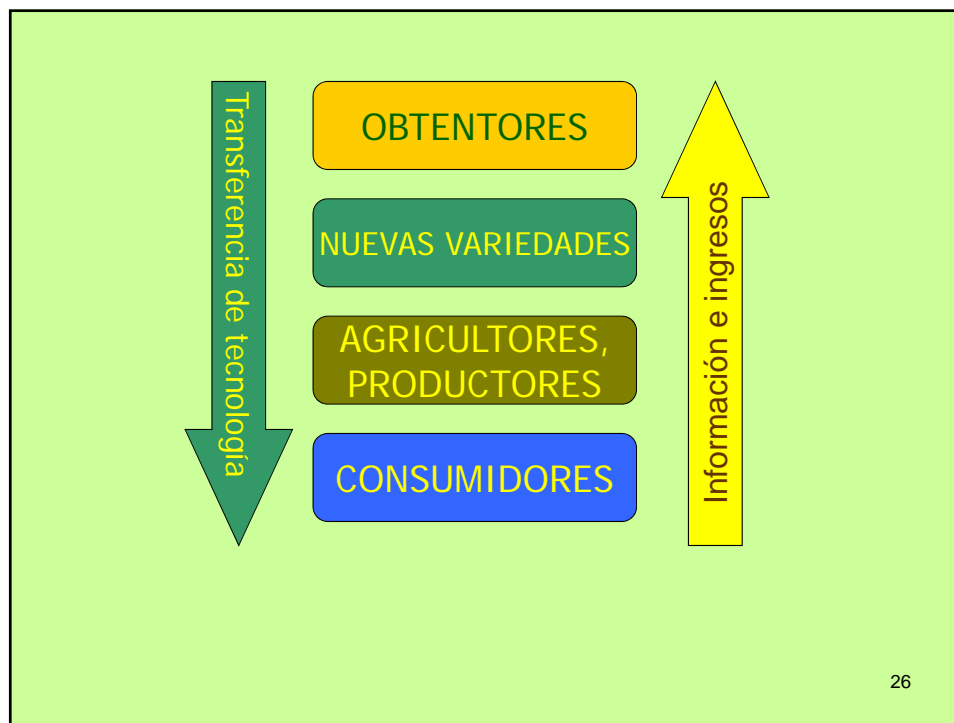 Transferencia de tecnología
OBTENTORES
NUEVAS VARIEDADES
AGRICULTORES,
PRODUCTORES
CONSUMIDORES
Información e ingresos
26